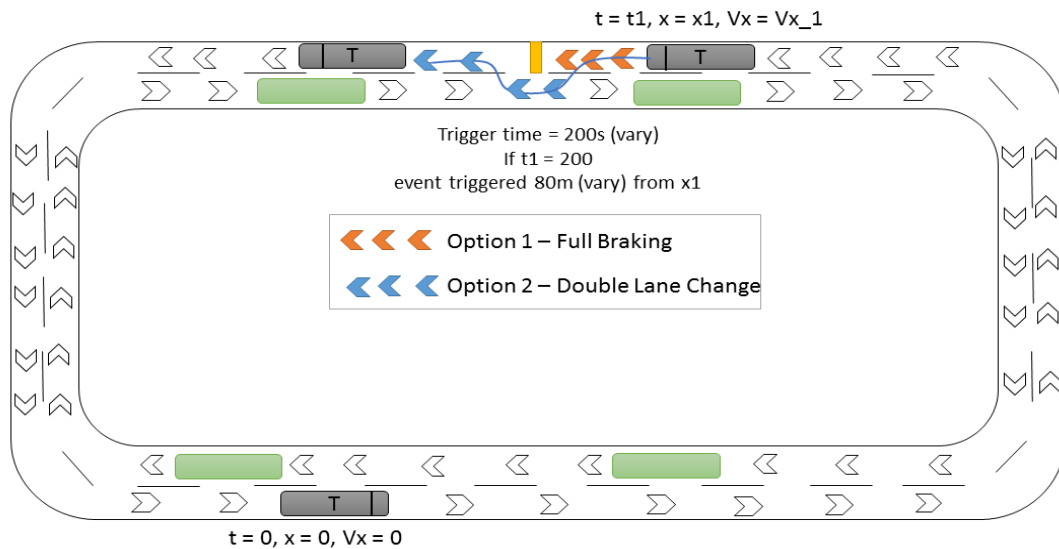 t = t1, x = x1, Vx = Vx_1
T
T
Trigger time = 200s (vary)
If t1 = 200
event triggered 80m (vary) from x1
Option 1 – Full Braking
Option 2 – Double Lane Change
T
t = 0, x = 0, Vx = 0